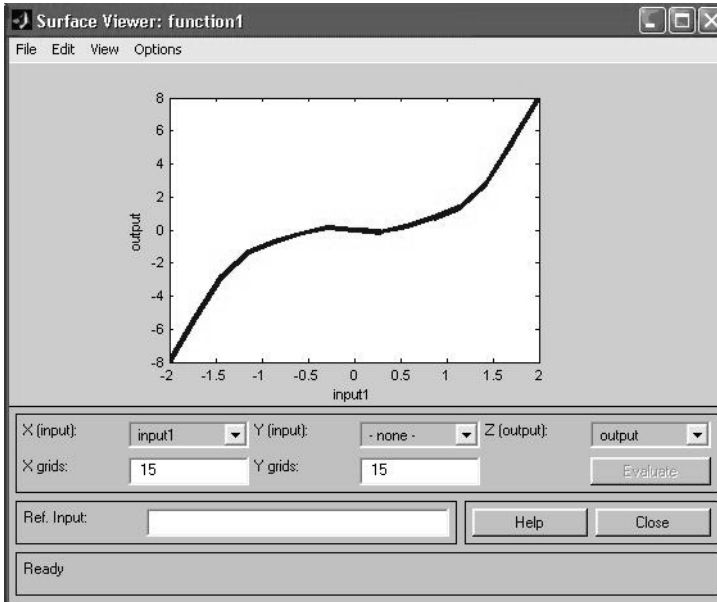 Surface Viewer: function1
File Edit View Options
8
6
4
2
0
-2
-4
-6
-8
output
-2 -1.5 -1 -0.5 0 0.5 1 1.5 2
input1
X (input): input1 Y (input): - none - Z (output): output
X grids: 15 Y grids: 15 Evaluate
Ref. Input: Help Close
Ready